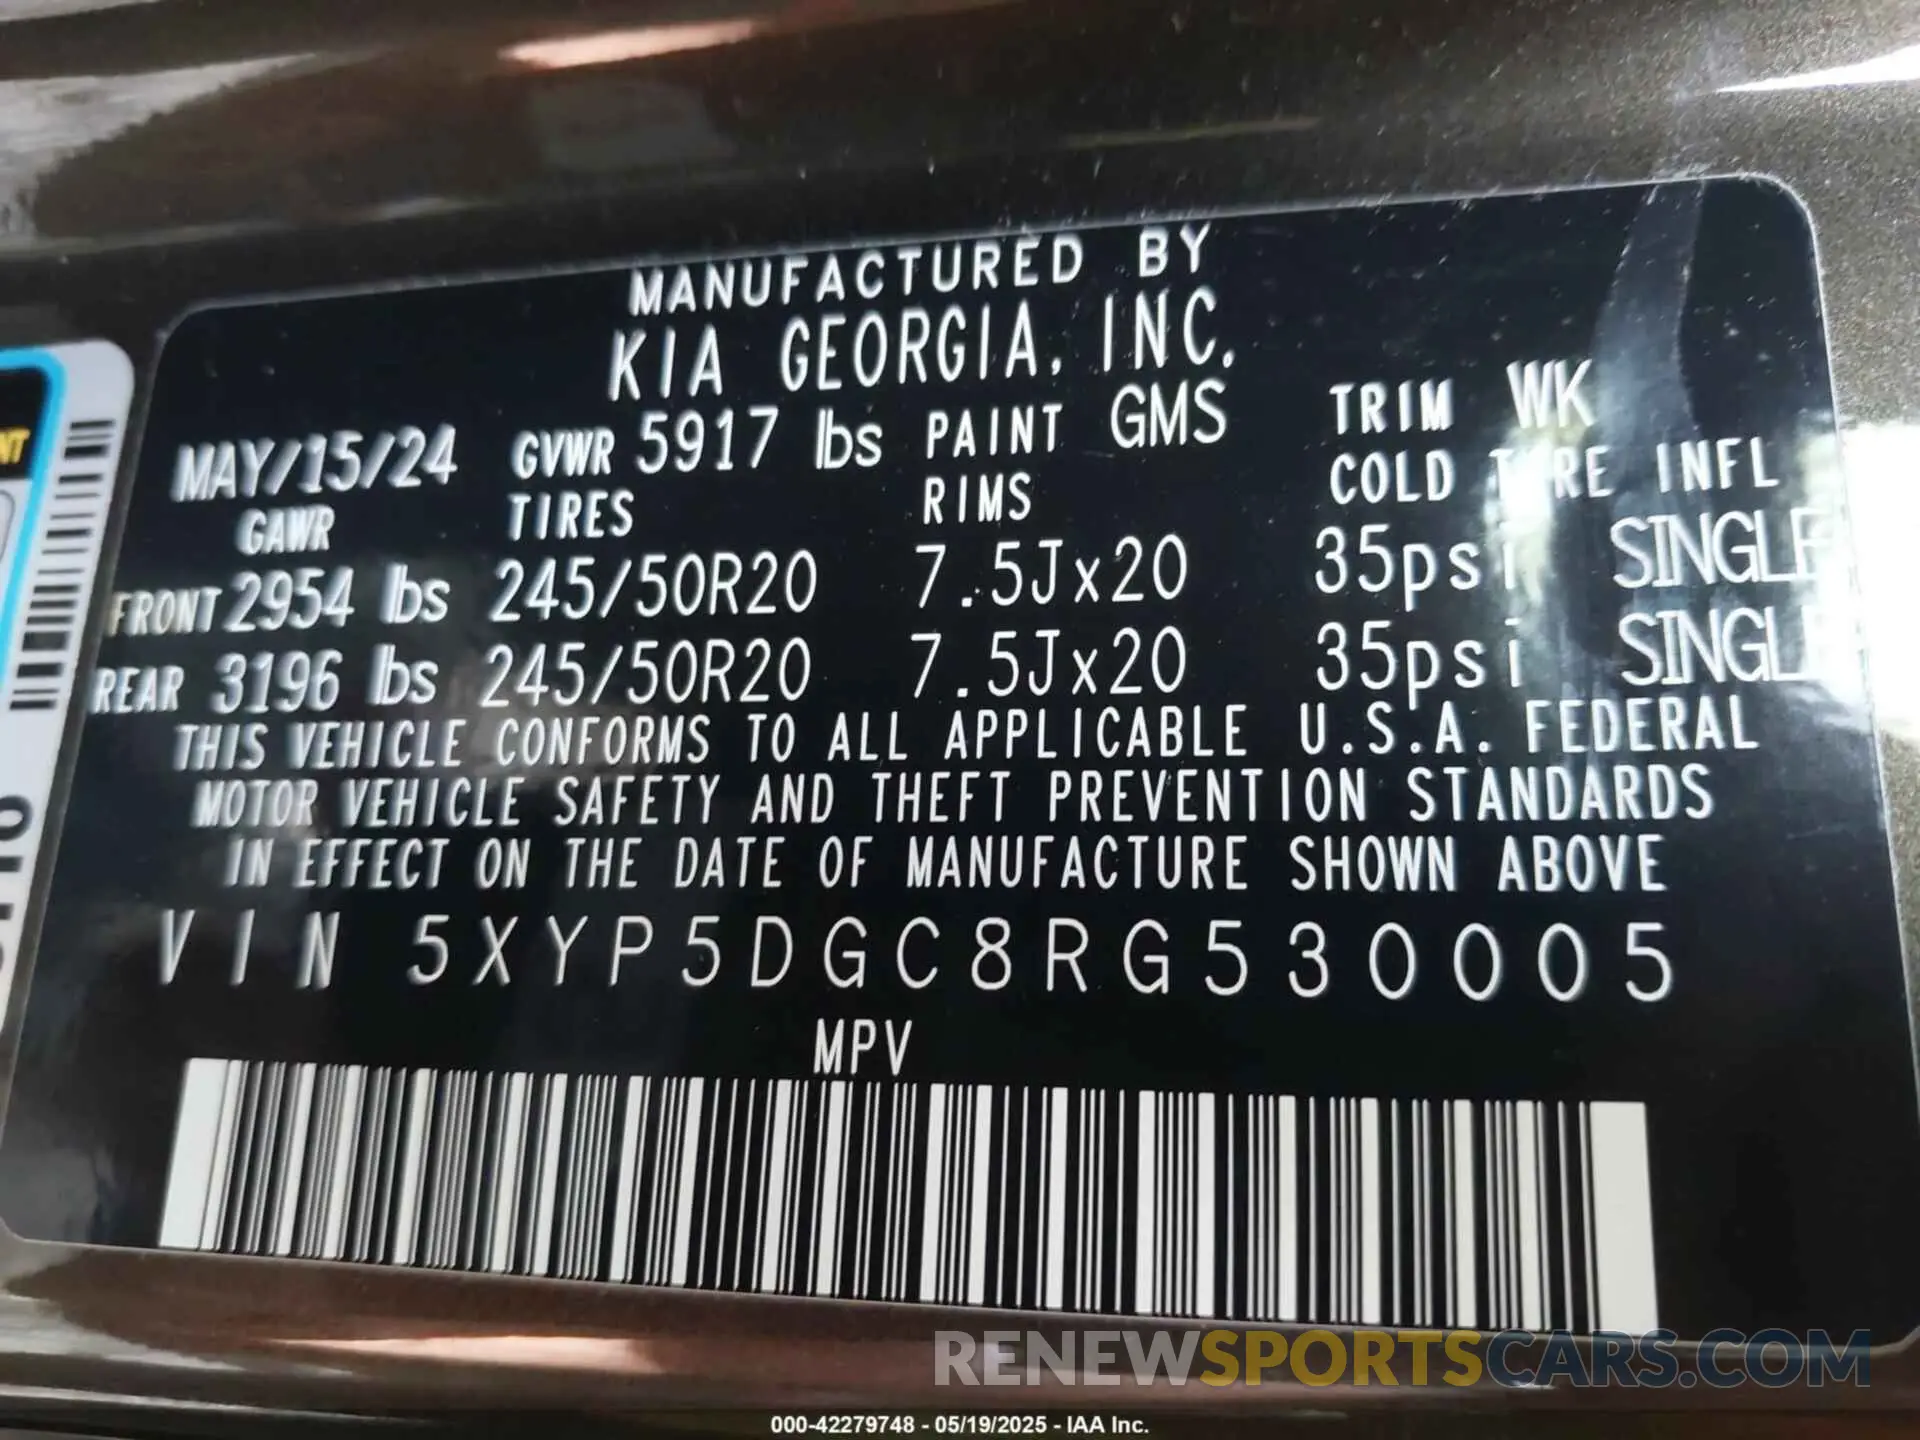 MANUFACTURED BY
KIA GEORGIA, INC.
MAY/15/24 GVWR 5917 lbs PAINT GMS TRIM WK
GAWR TIRES RIMS COLD TIRE INFL
FRONT 2954 lbs 245/50R20 7.5Jx20 35psi SINGLE
REAR 3196 lbs 245/50R20 7.5Jx20 35psi SINGLE
THIS VEHICLE CONFORMS TO ALL APPLICABLE U.S.A. FEDERAL
MOTOR VEHICLE SAFETY AND THEFT PREVENTION STANDARDS
IN EFFECT ON THE DATE OF MANUFACTURE SHOWN ABOVE
VIN 5XYP5DGC8RG530005
MPV
RENEWSPORTSCARS.COM
000-42279748 - 05/19/2025 - IAA Inc.